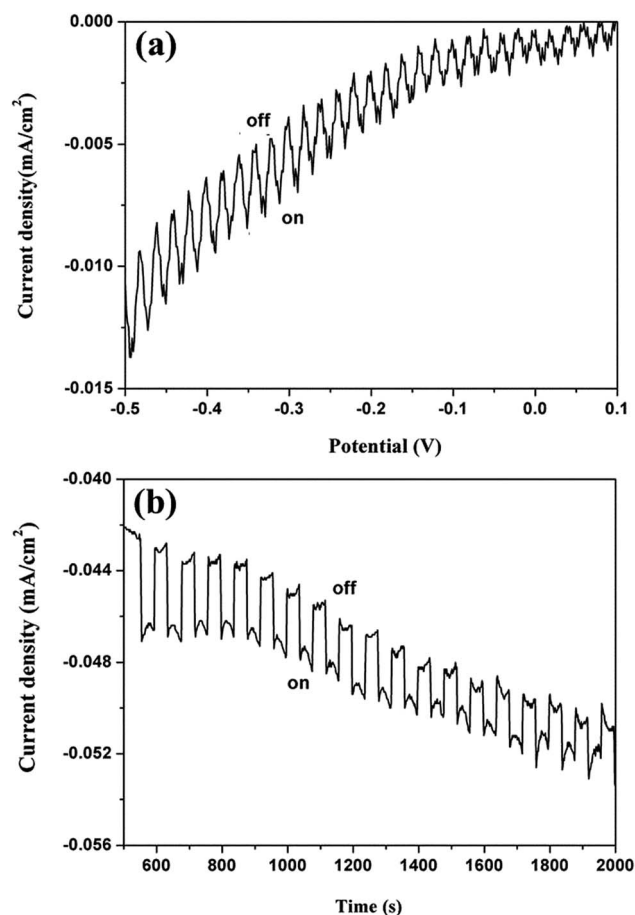 (a)
0.000
-0.005
-0.010
-0.015
Current density(mA/cm²)
off
on
-0.5 -0.4 -0.3 -0.2 -0.1 0.0 0.1
Potential (V)
(b)
-0.040
-0.044
-0.048
-0.052
-0.056
Current density (mA/cm²)
off
on
600 800 1000 1200 1400 1600 1800 2000
Time (s)